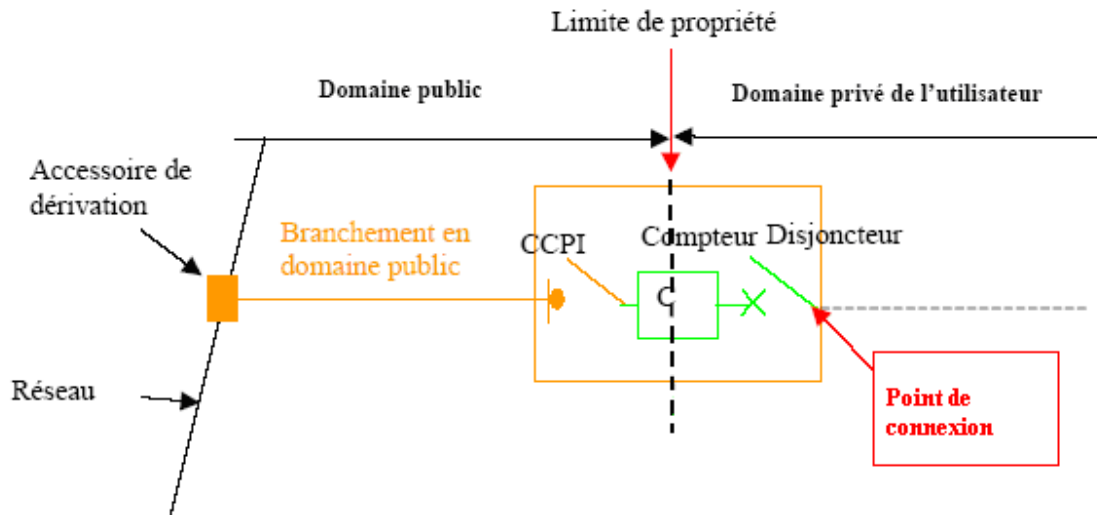 Limite de propriété
Domaine public
Domaine privé de l'utilisateur
Accessoire de
dérivation
Branchement en
domaine public
CCPI
Compteur
Disjoncteur
C
Réseau
Point de
connexion